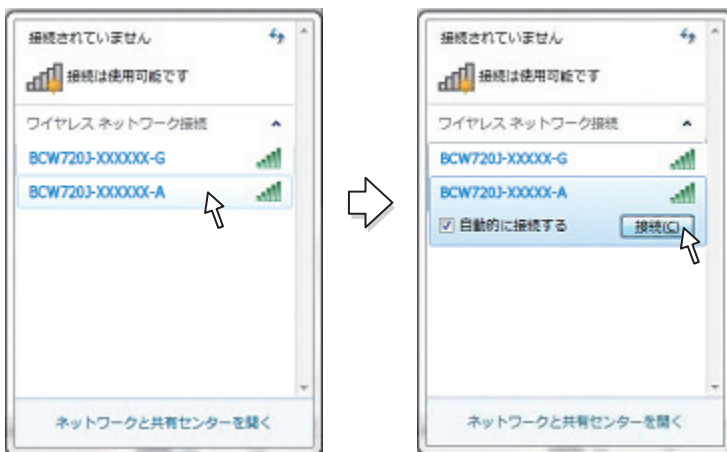 接続されていません
接続は使用可能です
ワイヤレス ネットワーク接続
BCW720J-XXXXXX-G
BCW720J-XXXXXX-A
ネットワークと共有センターを開く
接続されていません
接続は使用可能です
ワイヤレス ネットワーク接続
BCW720J-XXXXX-G
BCW720J-XXXXX-A
自動的に接続する 接続(C)
ネットワークと共有センターを開く